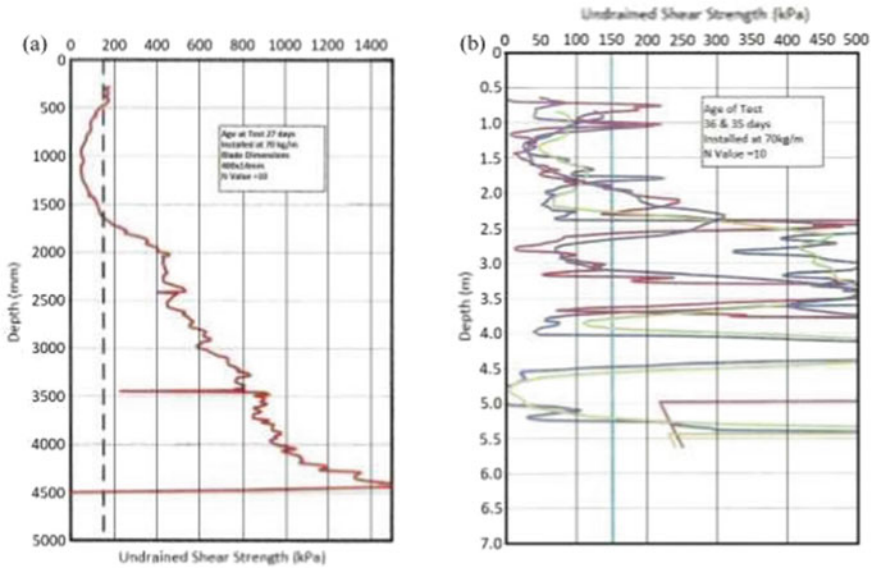 Undrained Shear Strength (kPa)
(a)
0 200 400 600 800 1000 1200 1400
0
500
1000
1500
2000
2500
3000
3500
4000
4500
5000
Depth (mm)
Age at Test 27 days
Installed at 70 kg/m
Blade Dimensions
N Value =10
Undrained Shear Strength (kPa)
(b)
0 50 100 150 200 250 300 350 400 450 500
0
0.5
1.0
1.5
2.0
2.5
3.0
3.5
4.0
4.5
5.0
5.5
6.0
6.5
7.0
Depth (m)
Age of Test
36 & 35 days
Installed at 70kg/m
N Value =10